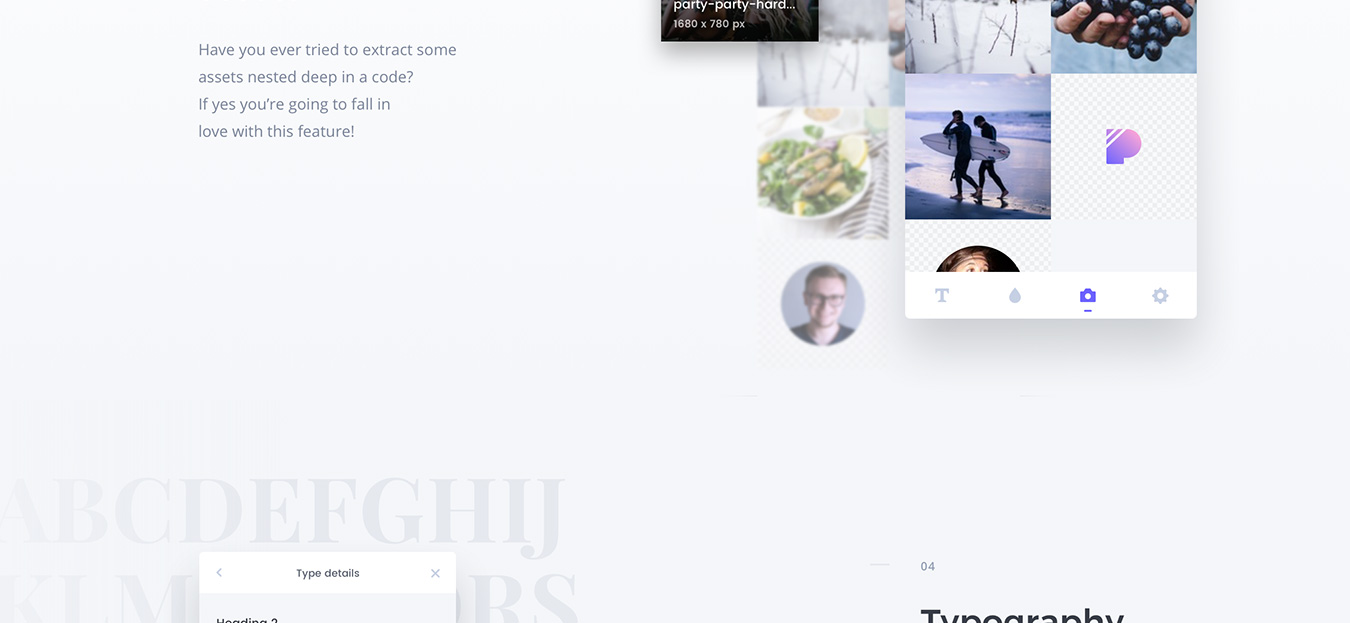 party-party-hard...
1680 x 780 px
Have you ever tried to extract some
assets nested deep in a code?
If yes you’re going to fall in
love with this feature!
T
ABCDEFGHIJ
KLM
RS
Type details
Heading 2
04
Typography